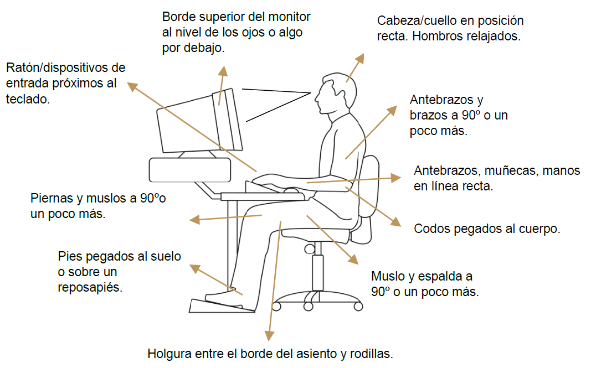 Borde superior del monitor
al nivel de los ojos o algo
por debajo.
Cabeza/cuello en posición
recta. Hombros relajados.
Ratón/dispositivos de
entrada próximos al
teclado.
Antebrazos y
brazos a 90º o un
poco más.
Antebrazos, muñecas, manos
en línea recta.
Piernas y muslos a 90ºo
un poco más.
Codos pegados al cuerpo.
Pies pegados al suelo
o sobre un
reposapiés.
Muslo y espalda a
90º o un poco más.
Holgura entre el borde del asiento y rodillas.